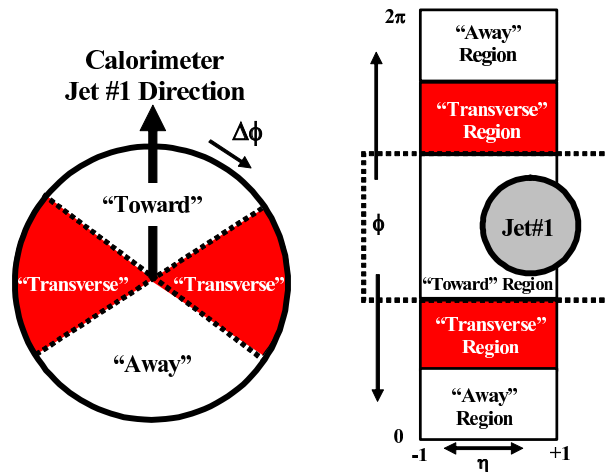 Calorimeter
Jet #1 Direction
Δϕ
“Toward”
“Transverse”
“Transverse”
“Away”
2π
“Away”
Region
“Transverse”
Region
ϕ
Jet#1
“Toward” Region
“Transverse”
Region
“Away”
Region
0
-1
η
+1